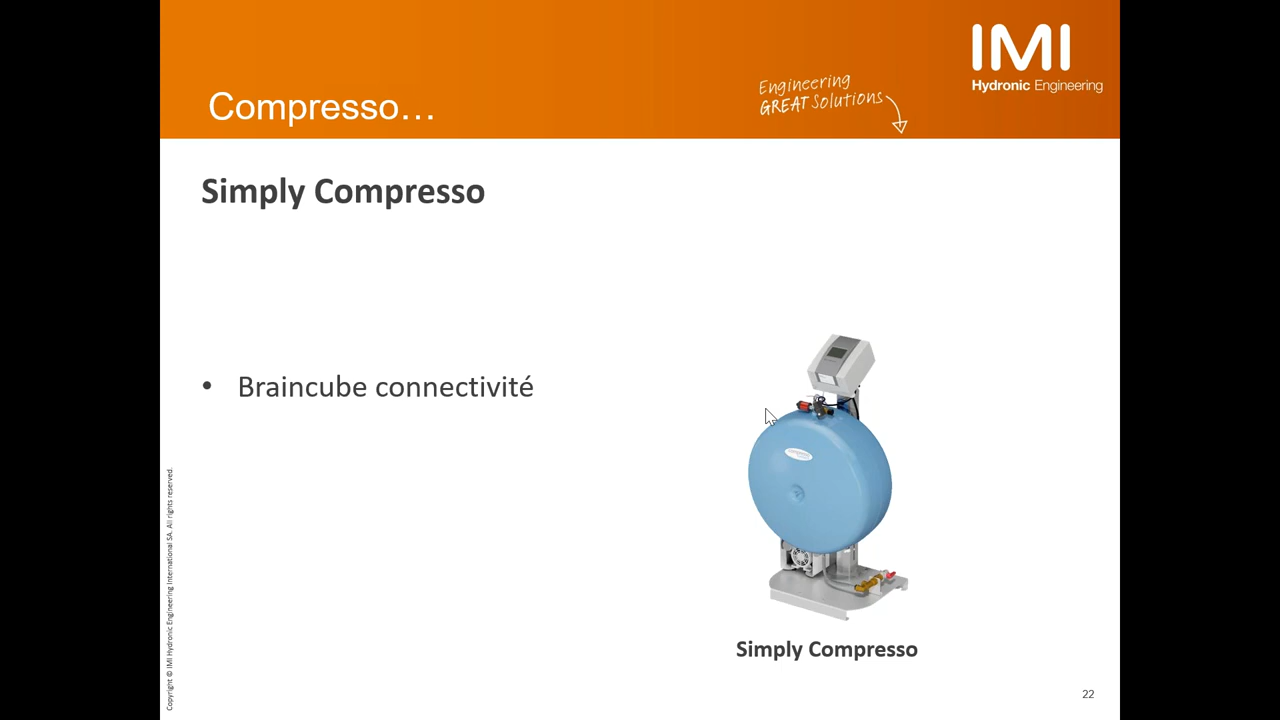 IMI
Hydronic Engineering
Engineering
GREAT Solutions
Compresso…
Simply Compresso
• Braincube connectivité
Simply Compresso
Copyright © IMI Hydronic Engineering International SA. All rights reserved.
22